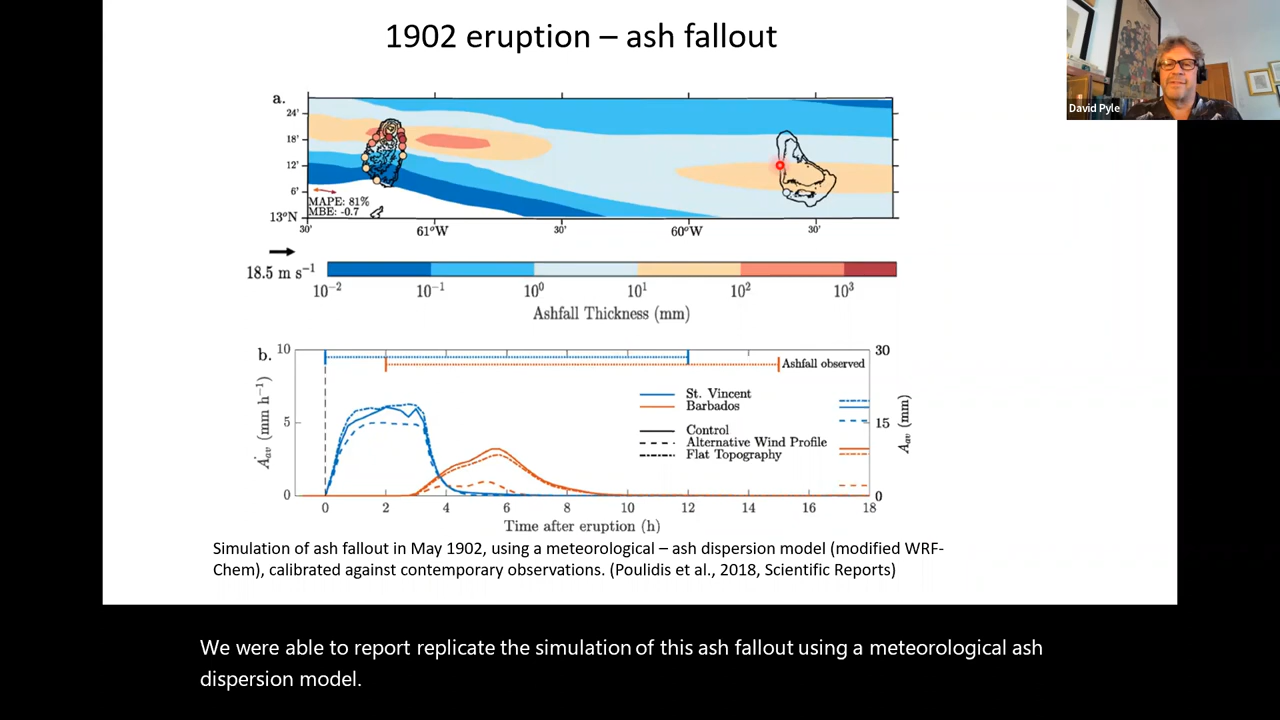 1902 eruption – ash fallout
David Pyle
a.
24'
18'
12'
6'
13°N
MAPE: 81%
MBE: -0.7
30' 61°W 30' 60°W 30'
18.5 m s⁻¹
10⁻² 10⁻¹ 10⁰ 10¹ 10² 10³
Ashfall Thickness (mm)
b.
10
5
0
Ȧav (mm h⁻¹)
30
15
0
Aav (mm)
Ashfall observed
St. Vincent
Barbados
Control
Alternative Wind Profile
Flat Topography
0 2 4 6 8 10 12 14 16 18
Time after eruption (h)
Simulation of ash fallout in May 1902, using a meteorological – ash dispersion model (modified WRF-
Chem), calibrated against contemporary observations. (Poulidis et al., 2018, Scientific Reports)
We were able to report replicate the simulation of this ash fallout using a meteorological ash
dispersion model.